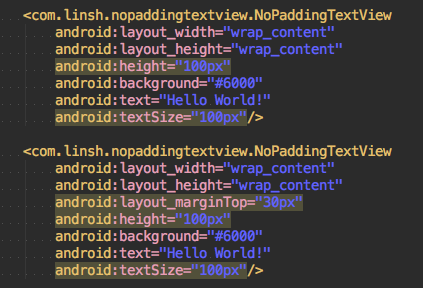 <com.linsh.nopaddingtextview.NoPaddingTextView
android:layout_width="wrap_content"
android:layout_height="wrap_content"
android:height="100px"
android:background="#6000"
android:text="Hello World!"
android:textSize="100px"/>
<com.linsh.nopaddingtextview.NoPaddingTextView
android:layout_width="wrap_content"
android:layout_height="wrap_content"
android:layout_marginTop="30px"
android:height="100px"
android:background="#6000"
android:text="Hello World!"
android:textSize="100px"/>